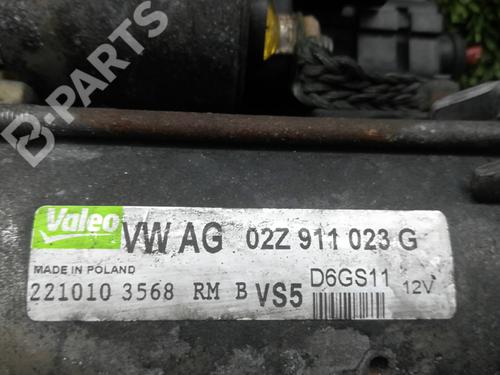 B-PARTS
Valeo
VW AG 02Z 911 023 G
MADE IN POLAND
221010 3568 RM B VS5
D6GS11 12V